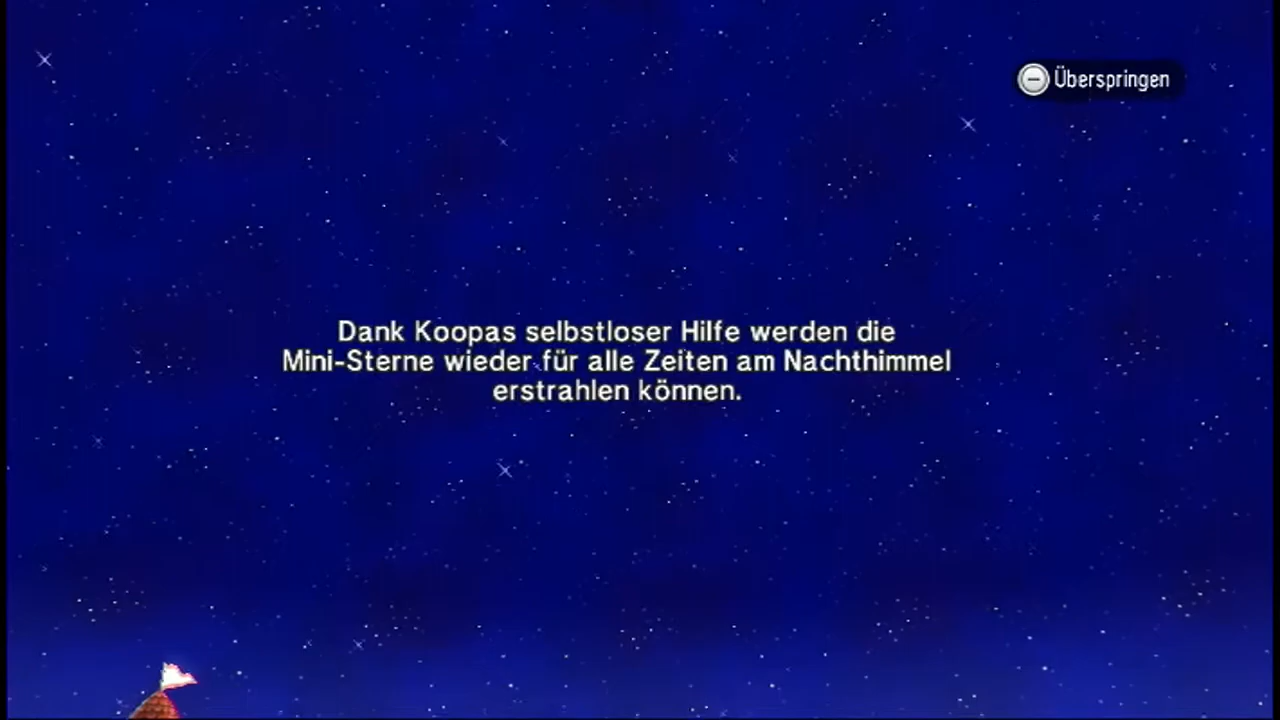 Überspringen
Dank Koopas selbstloser Hilfe werden die
Mini-Sterne wieder für alle Zeiten am Nachthimmel
erstrahlen können.